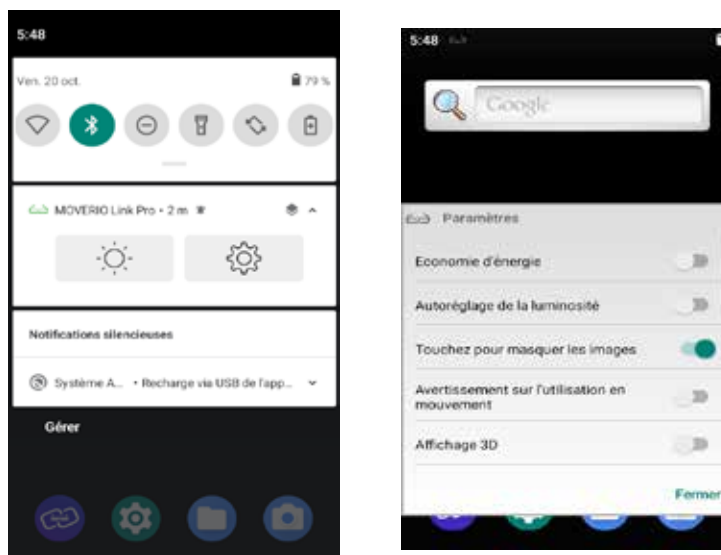 5:48
Ven. 20 oct.
79 %
MOVERIO Link Pro • 2 m
Notifications silencieuses
Système A... • Recharge via USB de l'app...
Gérer
5:48
Google
Paramètres
Economie d'énergie
Autoréglage de la luminosité
Touchez pour masquer les images
Avertissement sur l'utilisation en
mouvement
Affichage 3D
Fermer